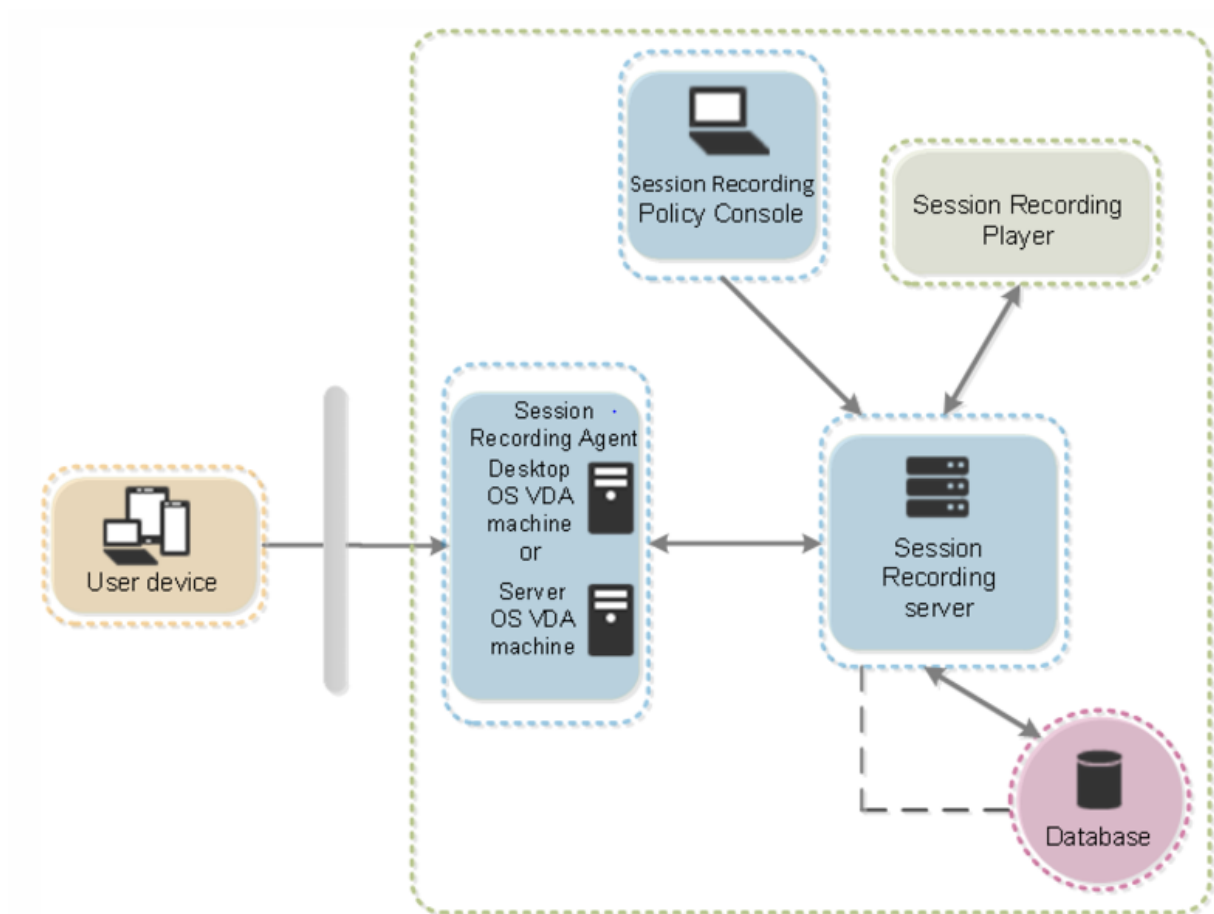 Session Recording
Policy Console
Session Recording
Player
Session
Recording Agent
Desktop
OS VDA
machine
or
Server
OS VDA
machine
User device
Session
Recording
server
Database